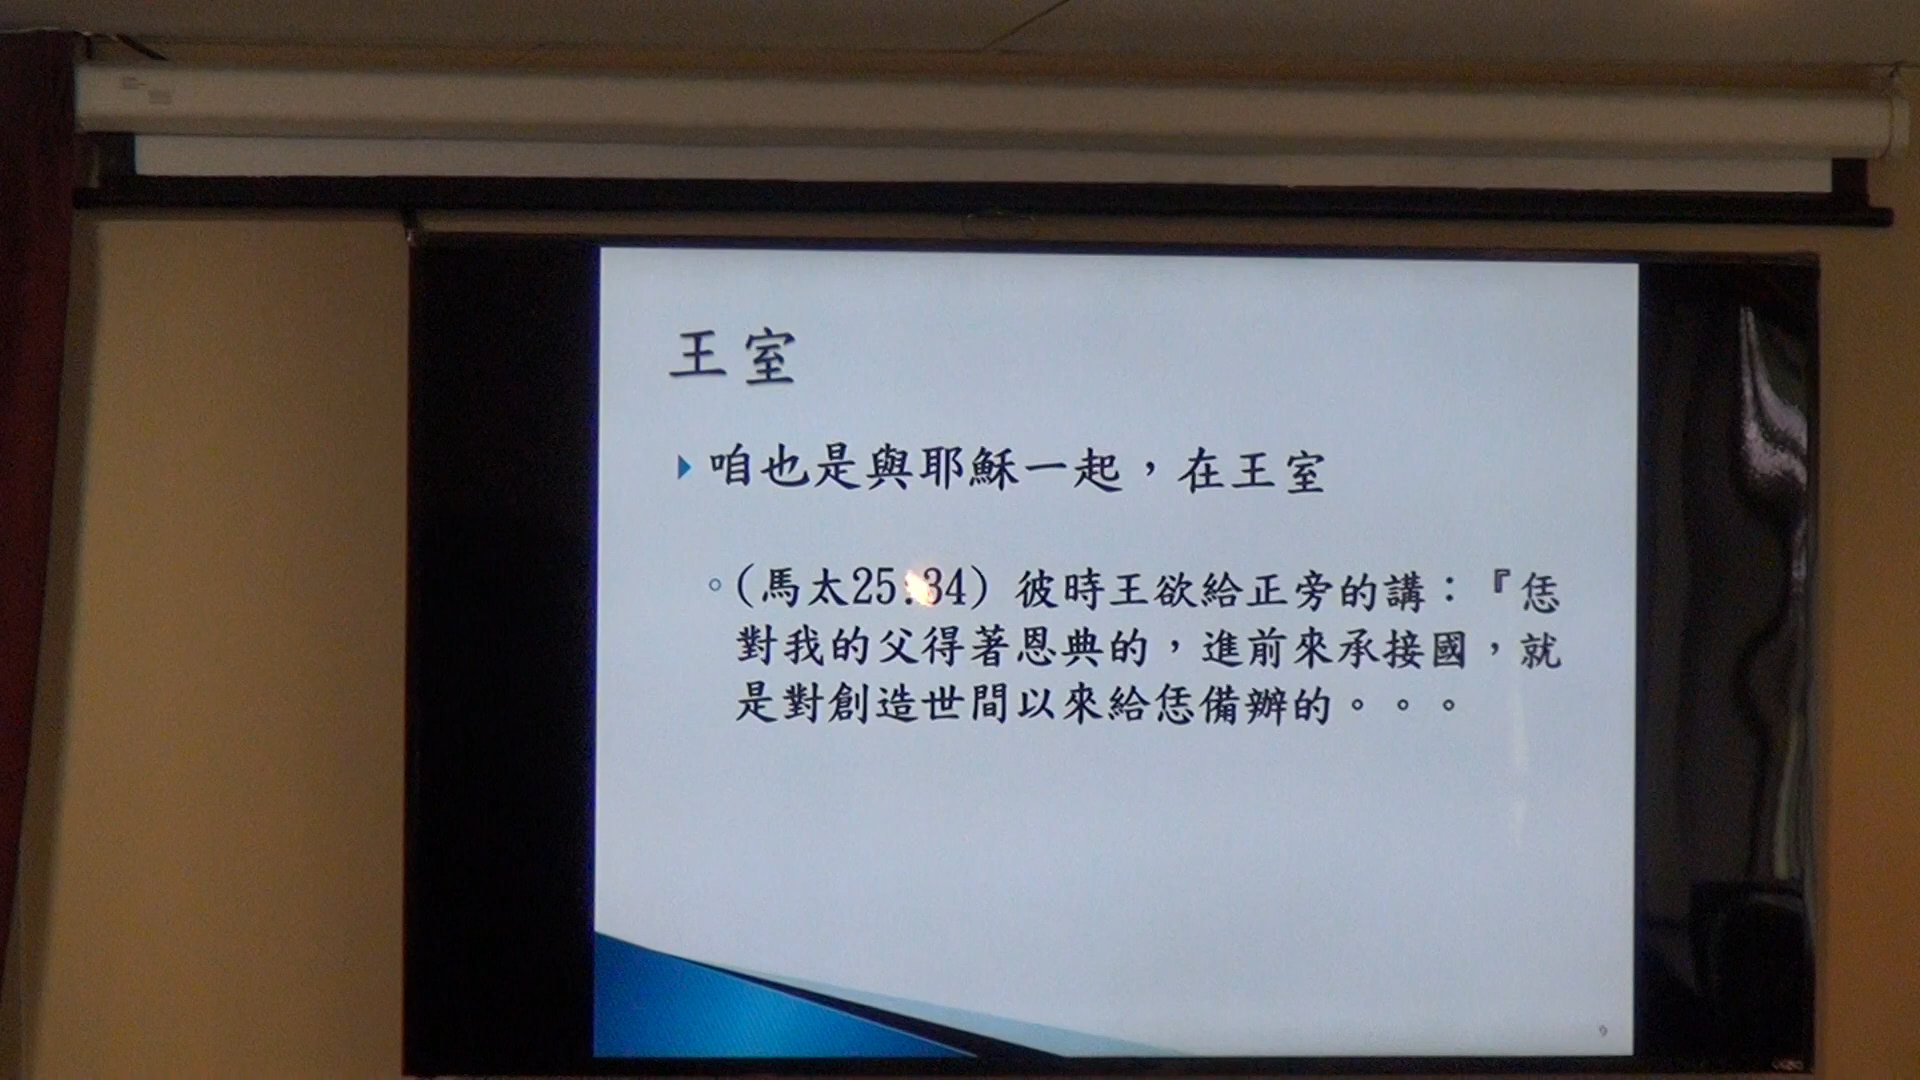 王室
咱也是與耶穌一起，在王室
(馬太25:34) 彼時王欲給正旁的講：『恁
對我的父得著恩典的，進前來承接國，就
是對創造世間以來給恁備辦的。。。
9
VIZIO